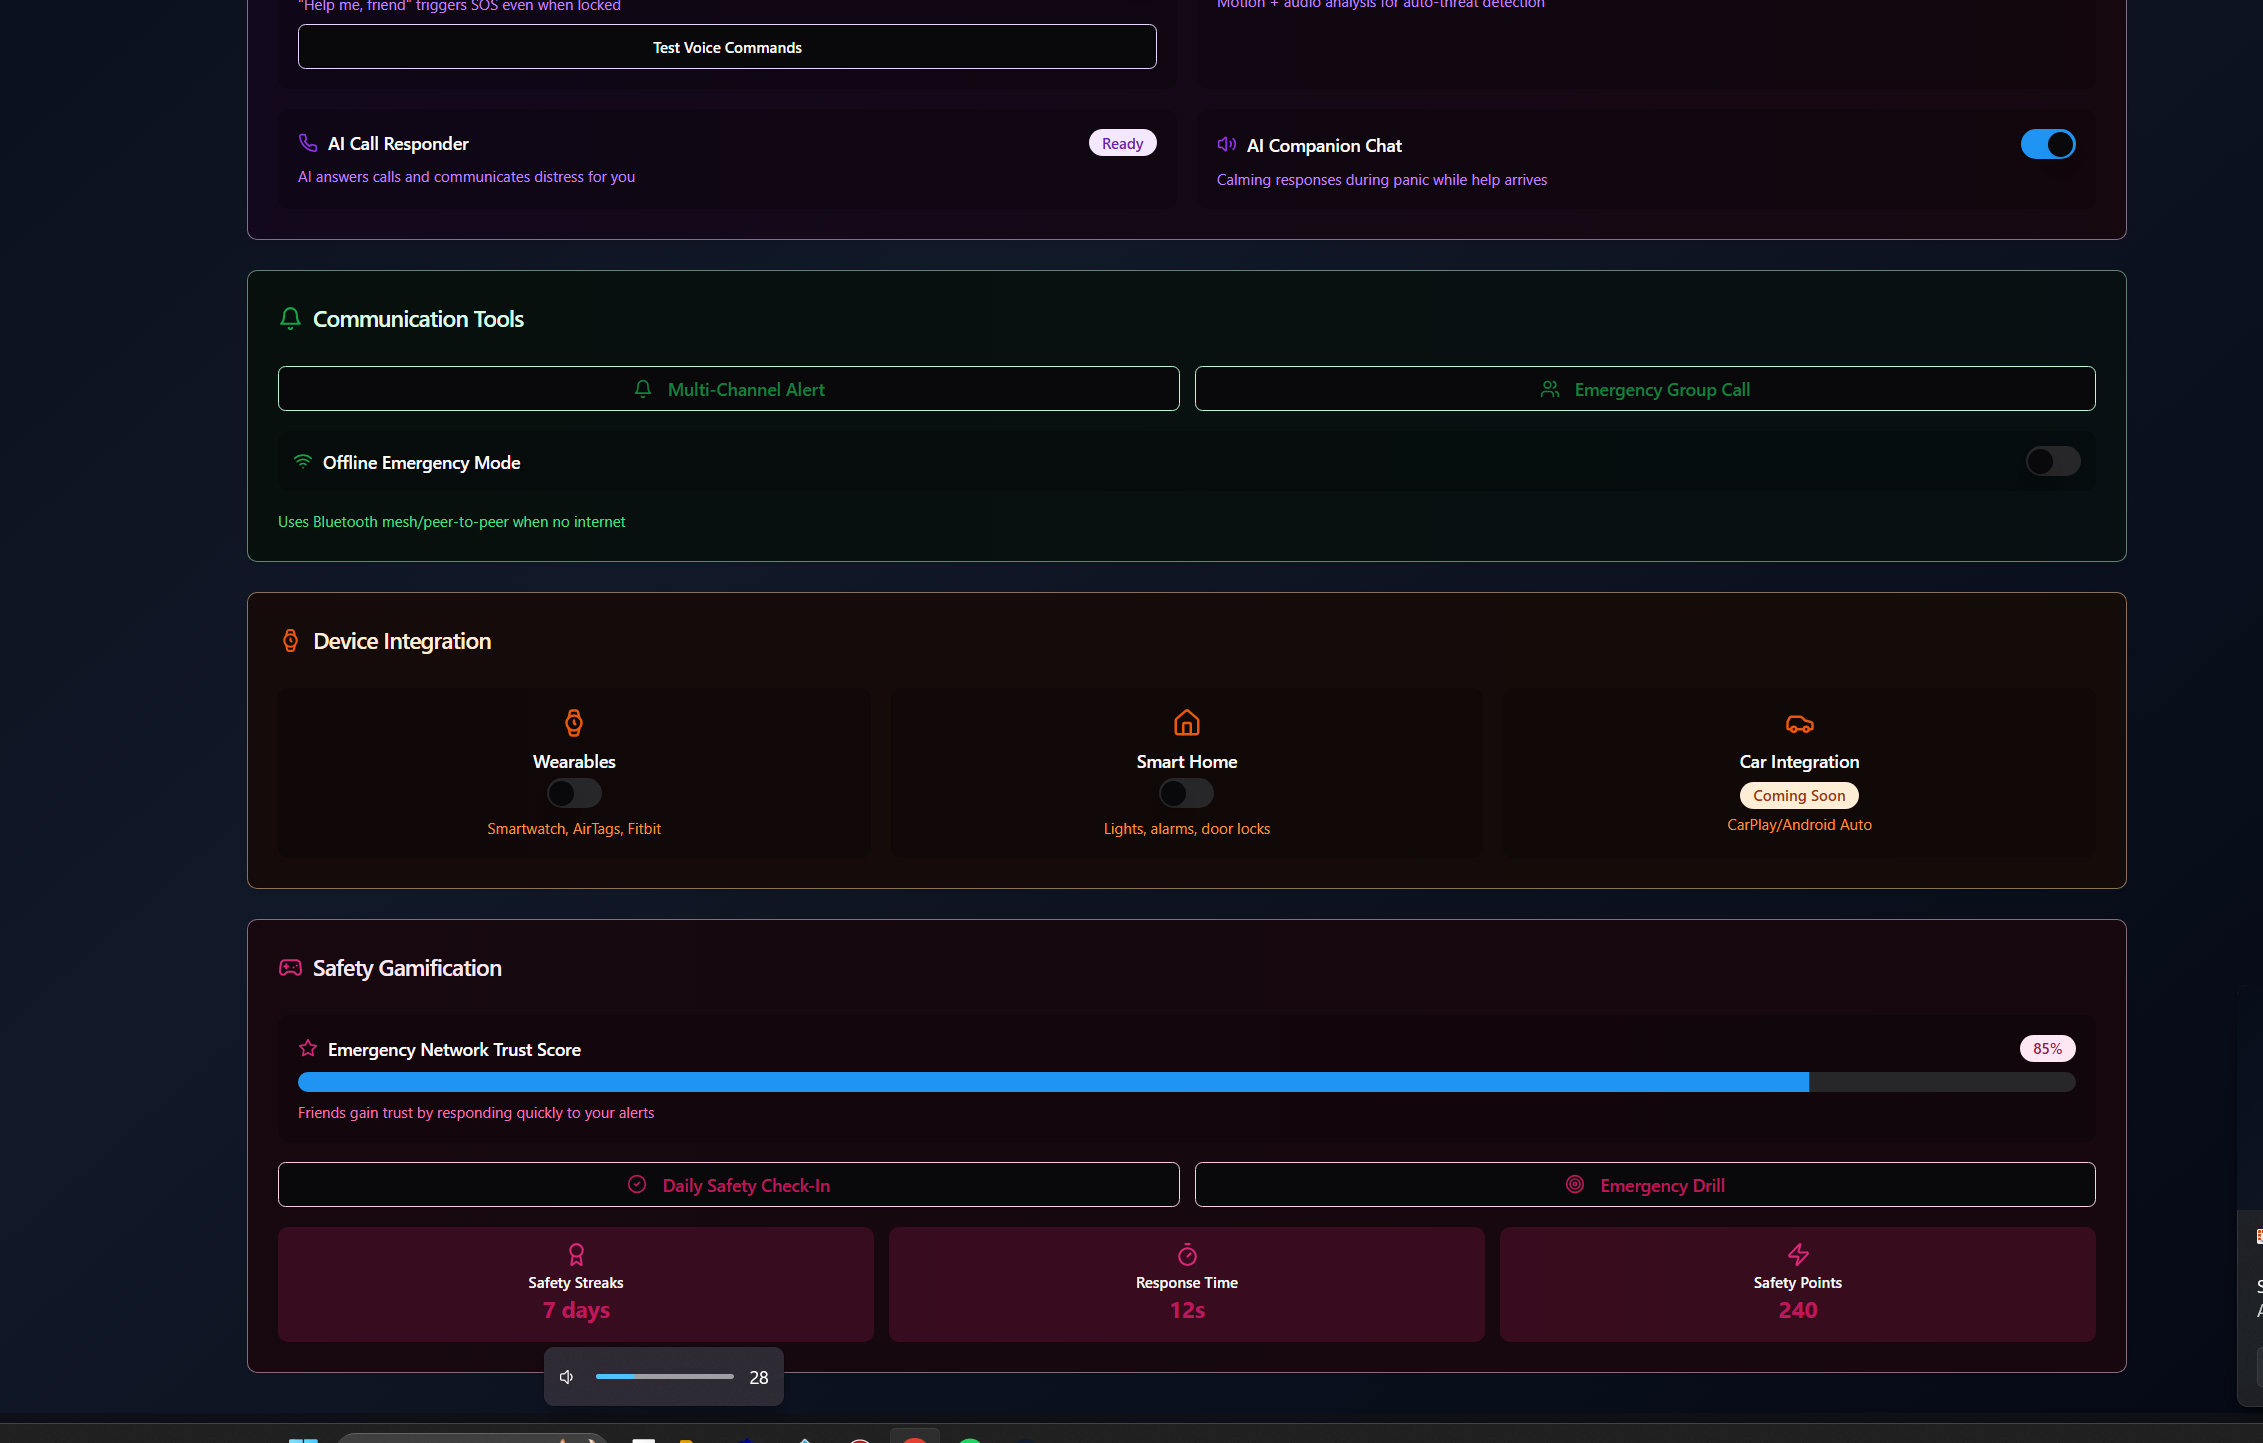 "Help me, friend" triggers SOS even when locked
Motion + audio analysis for auto-threat detection
Test Voice Commands
AI Call Responder
Ready
AI answers calls and communicates distress for you
AI Companion Chat
Calming responses during panic while help arrives
Communication Tools
Multi-Channel Alert
Emergency Group Call
Offline Emergency Mode
Uses Bluetooth mesh/peer-to-peer when no internet
Device Integration
Wearables
Smartwatch, AirTags, Fitbit
Smart Home
Lights, alarms, door locks
Car Integration
Coming Soon
CarPlay/Android Auto
Safety Gamification
Emergency Network Trust Score
85%
Friends gain trust by responding quickly to your alerts
Daily Safety Check-In
Emergency Drill
Safety Streaks
7 days
Response Time
12s
Safety Points
240
28